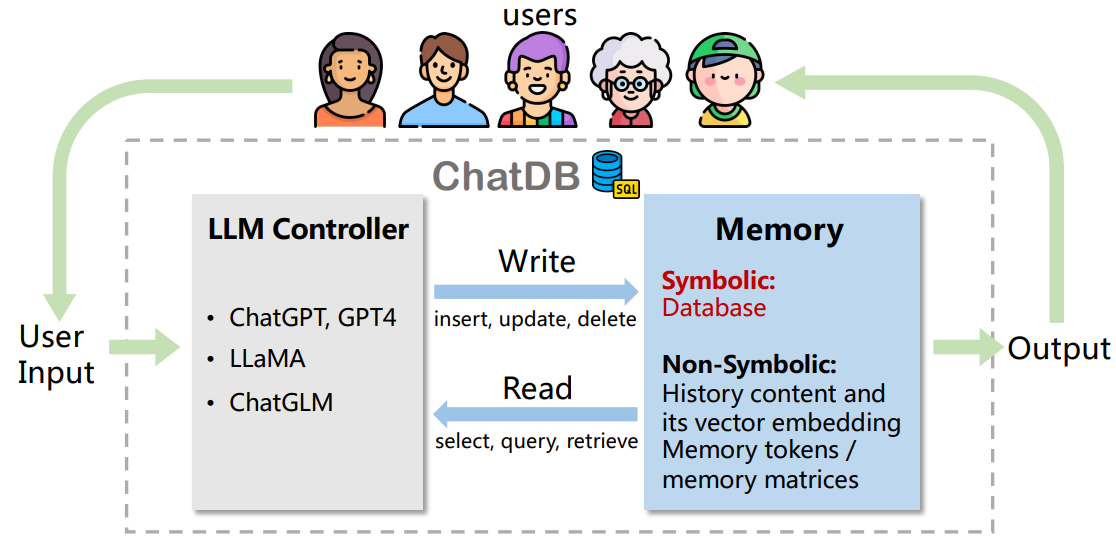 users
ChatDB
SQL
LLM Controller
• ChatGPT, GPT4
• LLaMA
• ChatGLM
Write
insert, update, delete
Read
select, query, retrieve
Memory
Symbolic:
Database
Non-Symbolic:
History content and
its vector embedding
Memory tokens /
memory matrices
User
Input
Output